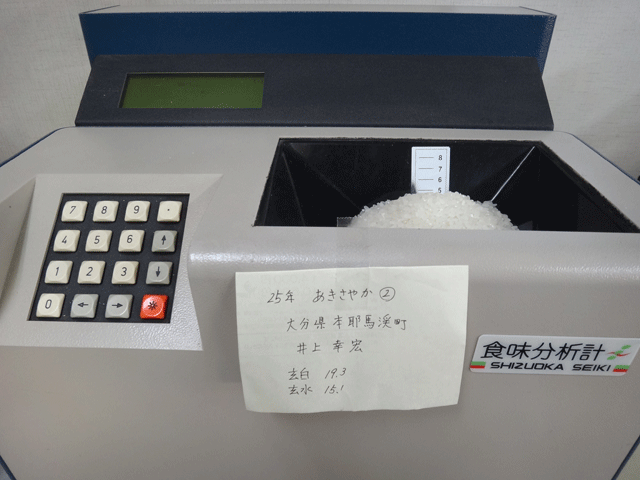 8
7
6
5
7 8 9 .
4 5 6 ↑
1 2 3 ↓
0 ← → *
25年 あきさやか ②
大分県本耶馬渓町
井上幸宏
玄白 19.3
玄水 15.1
食味分析計
SHIZUOKA SEIKI